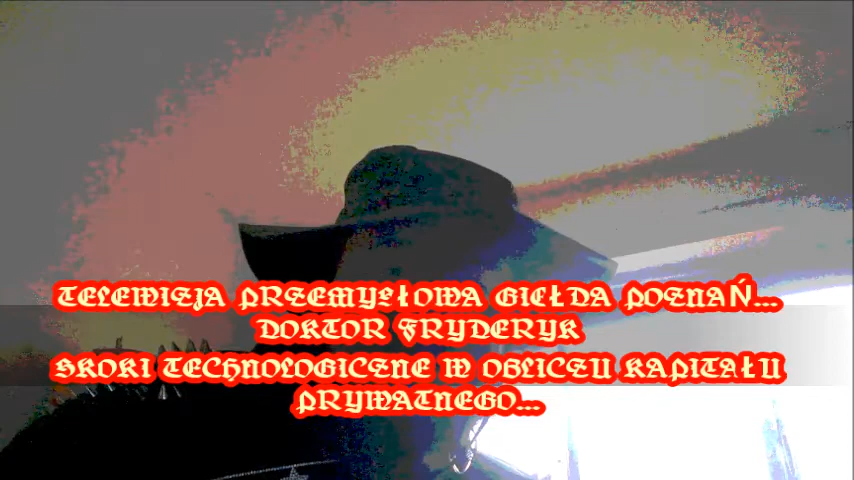 TELEWIZJA PRZEMYSŁOWA GIEŁDA POZNAŃ...
DOKTOR FRYDERYK
SKOKI TECHNOLOGICZNE W OBLICZU KAPITAŁU
PRYWATNEGO...